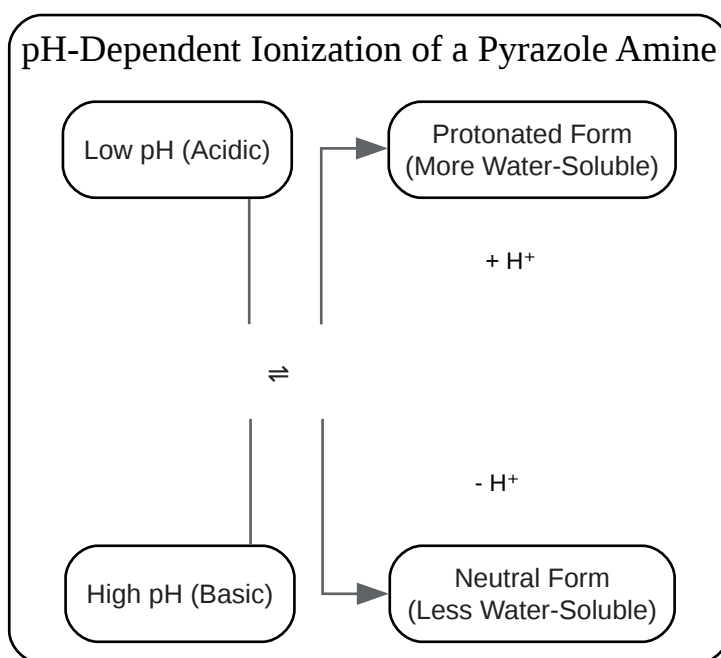 pH-Dependent Ionization of a Pyrazole Amine
Low pH (Acidic)
Protonated Form
(More Water-Soluble)
+ H⁺
⇌
- H⁺
High pH (Basic)
Neutral Form
(Less Water-Soluble)